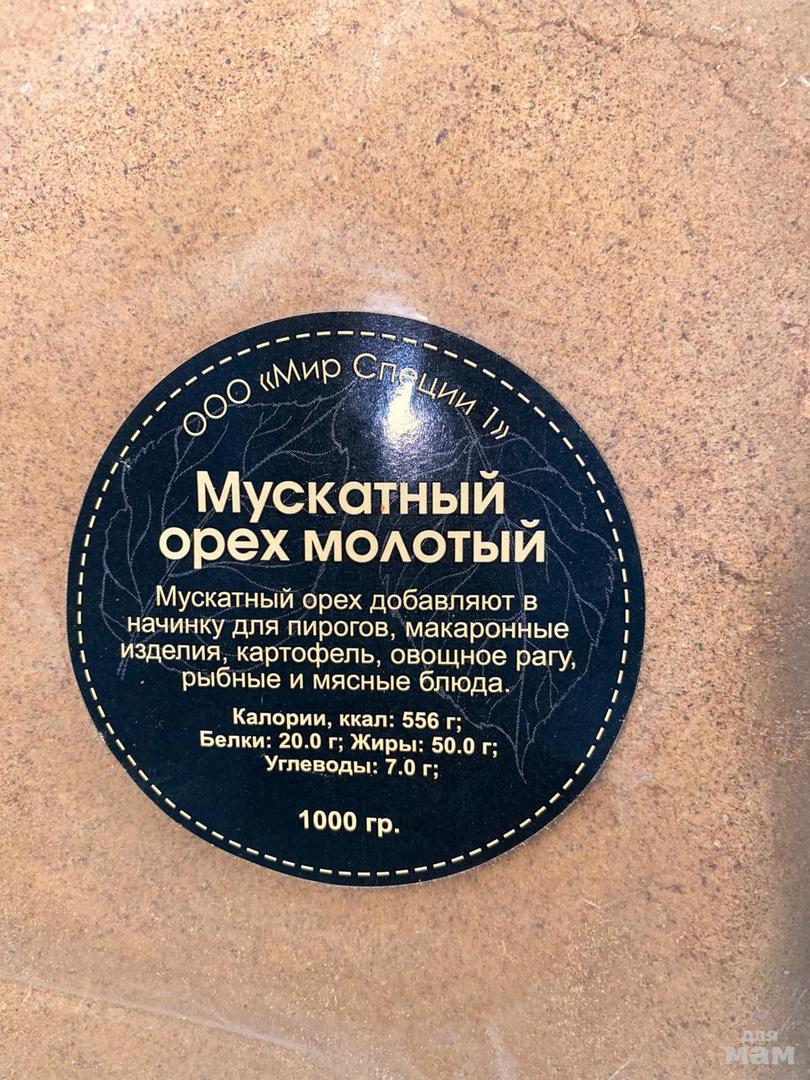 ООО «Мир Специи 1»
Мускатный
орех молотый
Мускатный орех добавляют в
начинку для пирогов, макаронные
изделия, картофель, овощное рагу,
рыбные и мясные блюда.
Калории, ккал: 556 г;
Белки: 20.0 г; Жиры: 50.0 г;
Углеводы: 7.0 г;
1000 гр.
для
мам